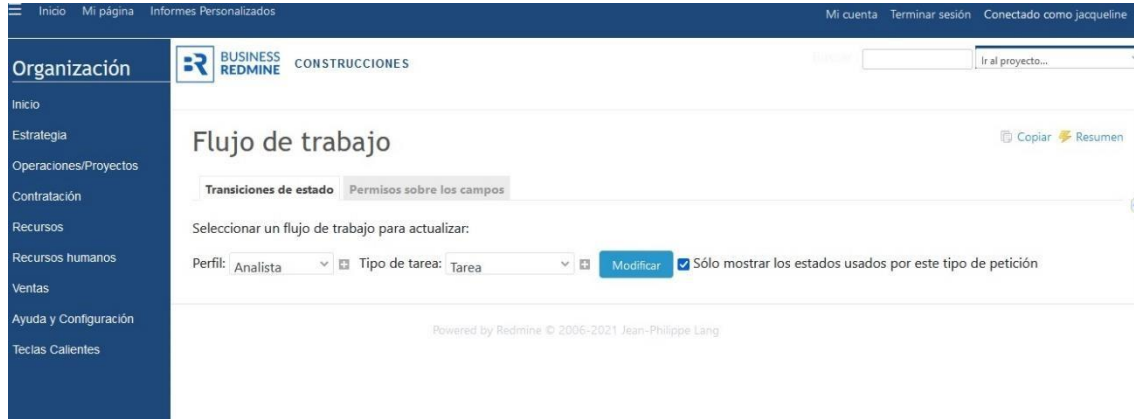 Inicio Mi página Informes Personalizados
Mi cuenta Terminar sesión Conectado como jacqueline
Organización
Inicio
Estrategia
Operaciones/Proyectos
Contratación
Recursos
Recursos humanos
Ventas
Ayuda y Configuración
Teclas Calientes
BUSINESS
REDMINE
CONSTRUCCIONES
Ir al proyecto...
Flujo de trabajo
Copiar Resumen
Transiciones de estado Permisos sobre los campos
Seleccionar un flujo de trabajo para actualizar:
Perfil: Analista Tipo de tarea: Tarea Modificar Sólo mostrar los estados usados por este tipo de petición
Powered by Redmine © 2006-2021 Jean-Philippe Lang